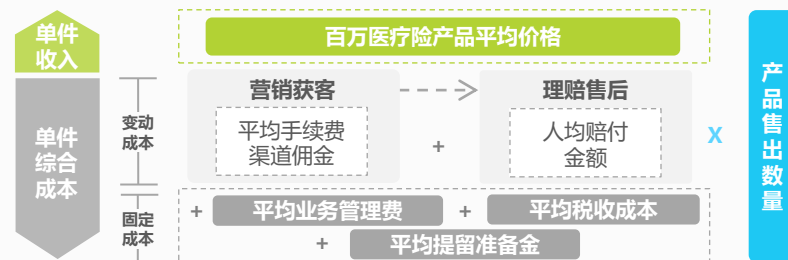 单件
收入
百万医疗险产品平均价格
单件
综合
成本
变动
成本
营销获客
平均手续费
渠道佣金
+
理赔售后
人均赔付
金额
固定
成本
+ 平均业务管理费 + 平均税收成本
+ 平均提留准备金
X
产品售出数量